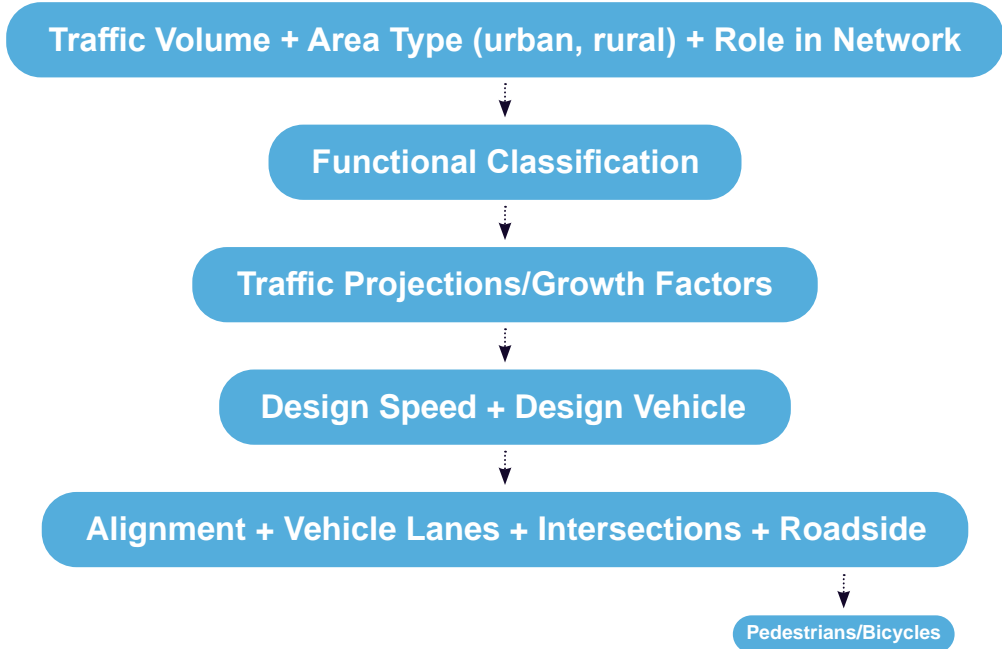 Traffic Volume + Area Type (urban, rural) + Role in Network
Functional Classification
Traffic Projections/Growth Factors
Design Speed + Design Vehicle
Alignment + Vehicle Lanes + Intersections + Roadside
Pedestrians/Bicycles